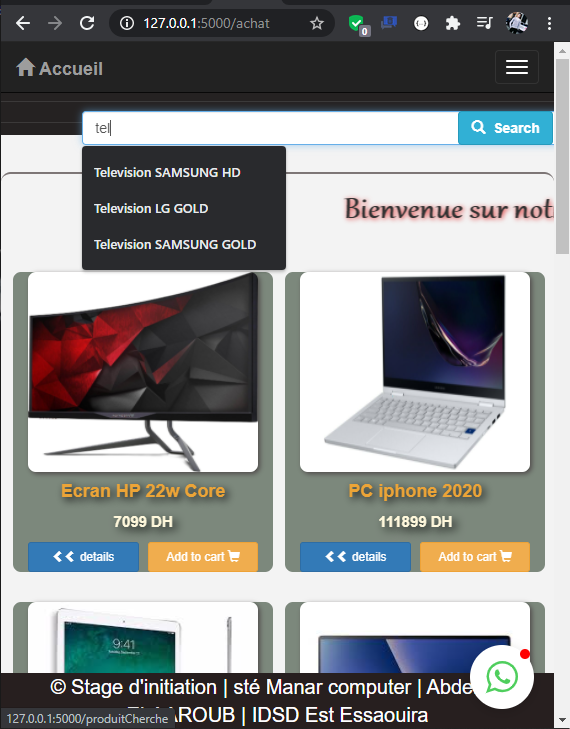 127.0.0.1:5000/achat
0
Accueil
tel
Search
Television SAMSUNG HD
Television LG GOLD
Television SAMSUNG GOLD
Bienvenue sur not
Ecran HP 22w Core
7099 DH
details
Add to cart
PC iphone 2020
111899 DH
details
Add to cart
9:41
© Stage d'initiation | sté Manar computer | Abde
AROUB | IDSD Est Essaouira
127.0.0.1:5000/produitCherche